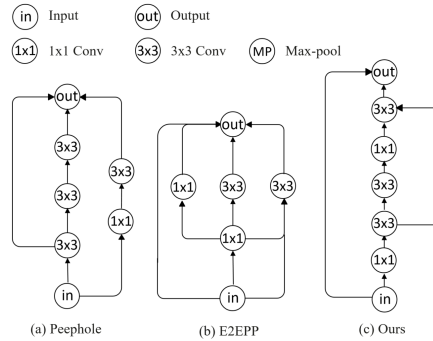 in Input out Output
1x1 1x1 Conv 3x3 3x3 Conv MP Max-pool
out
3x3
3x3
3x3
3x3
1x1
in
(a) Peephole
out
1x1 3x3 3x3
1x1
in
(b) E2EPP
out
3x3
1x1
3x3
3x3
1x1
in
(c) Ours